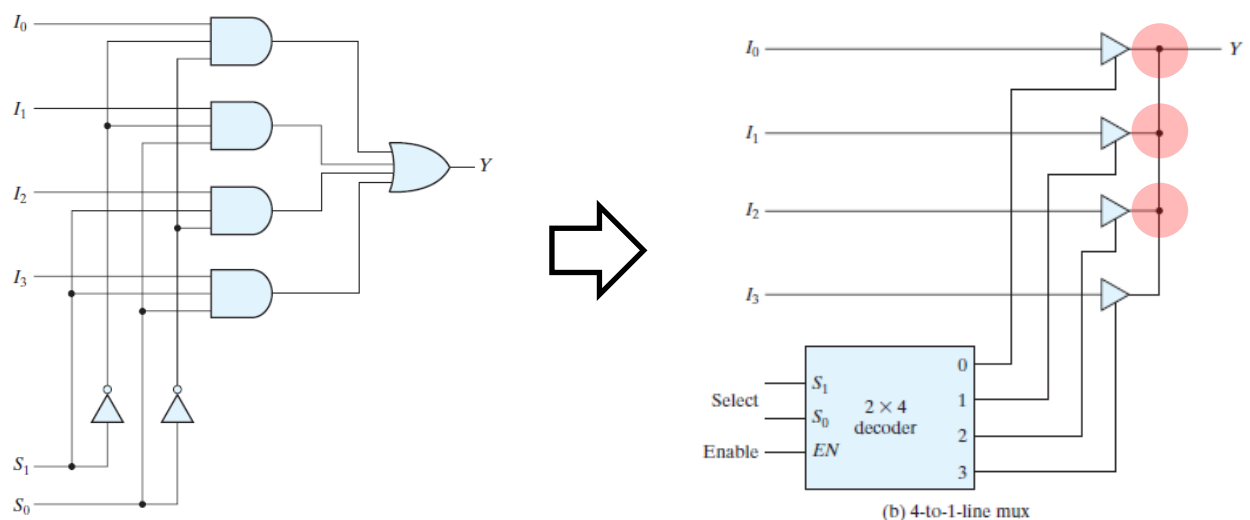 I₀
I₁
I₂
I₃
Y
S₁
S₀
I₀
Y
I₁
I₂
I₃
0
S₁
Select
1
2 × 4
S₀
decoder
2
Enable
EN
3
(b) 4-to-1-line mux